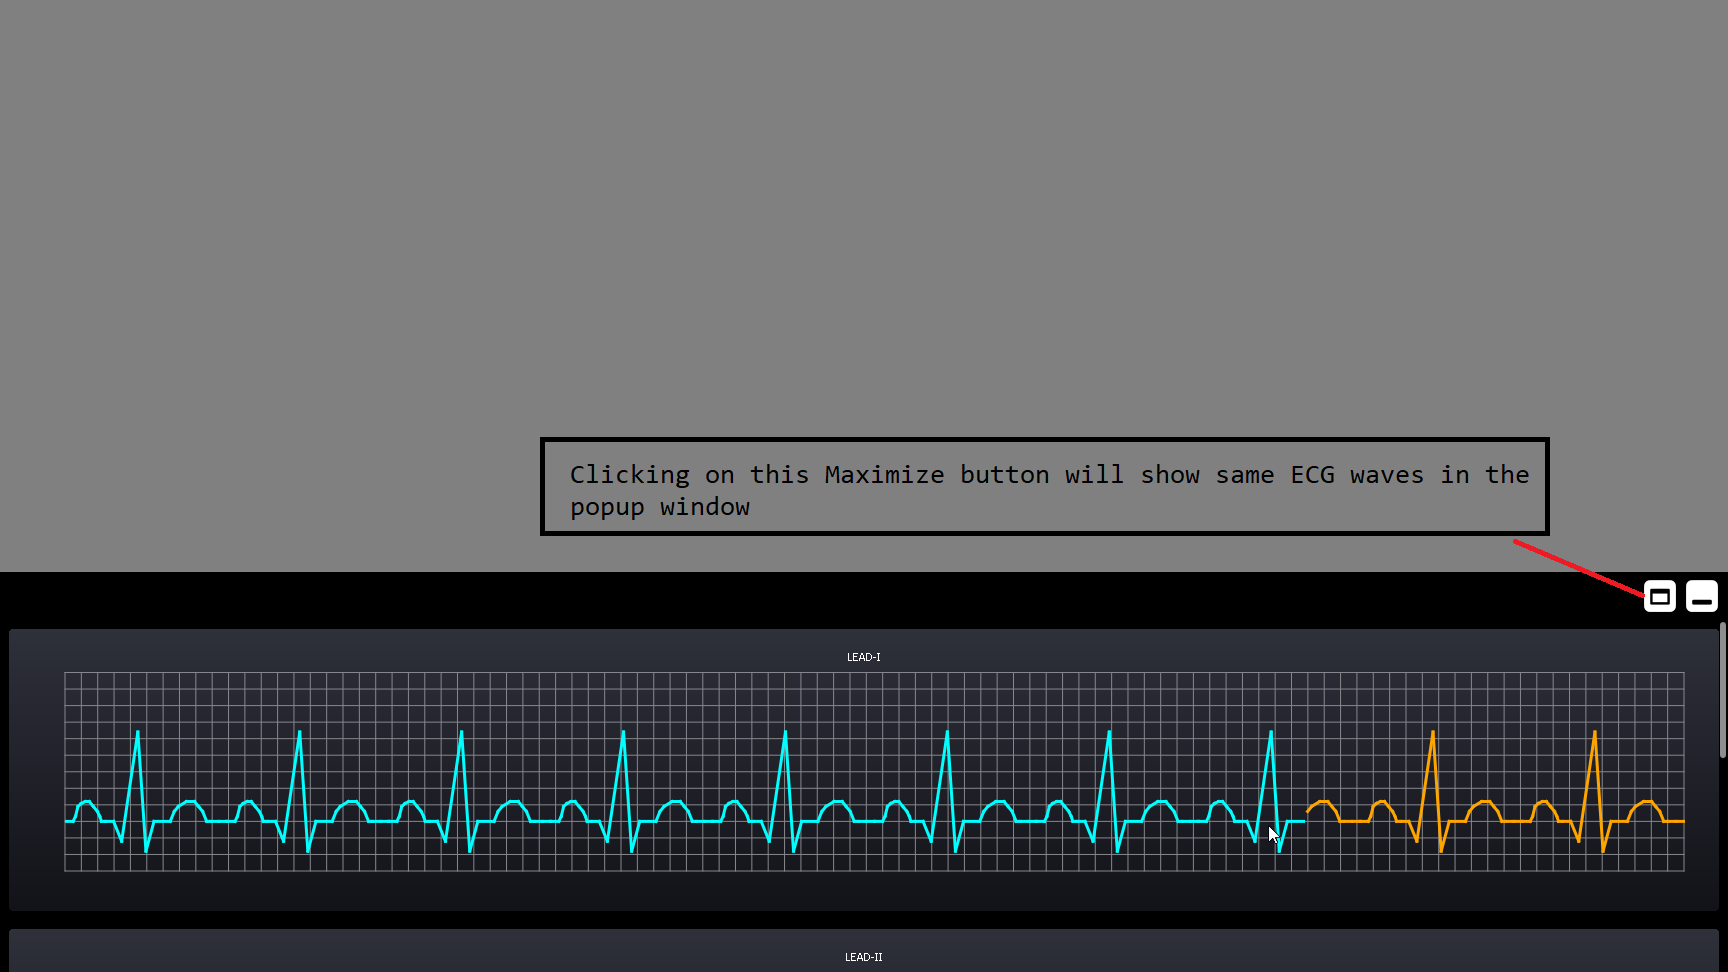 Clicking on this Maximize button will show same ECG waves in the
popup window
LEAD-I
LEAD-II